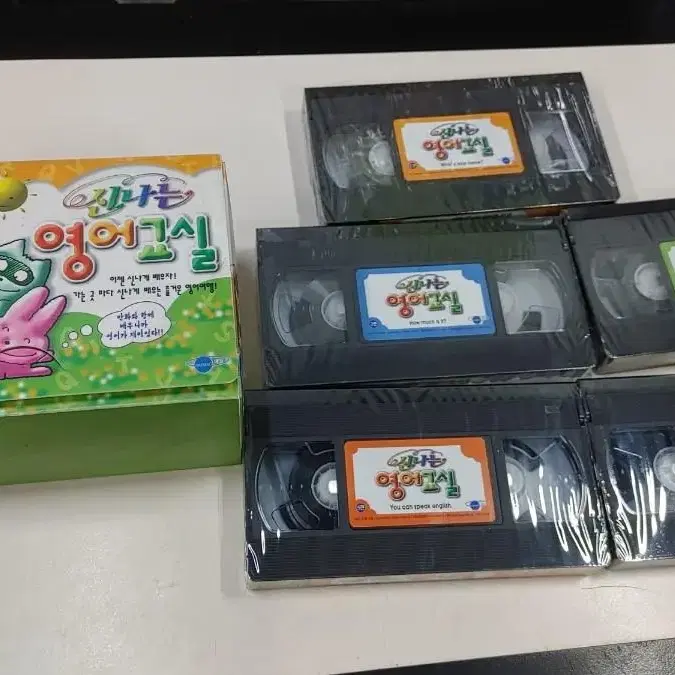 신나는
영어교실
이젠 신나게 배우자!
가는 곳 마다 신나게 배우는 즐거운 영어여행!
만화와 함께
배우니까
영어가 재미있다!!
신나는
영어교실
What's your name?
신나는
영어교실
How much is it?
신나는
영어교실
You can speak english.